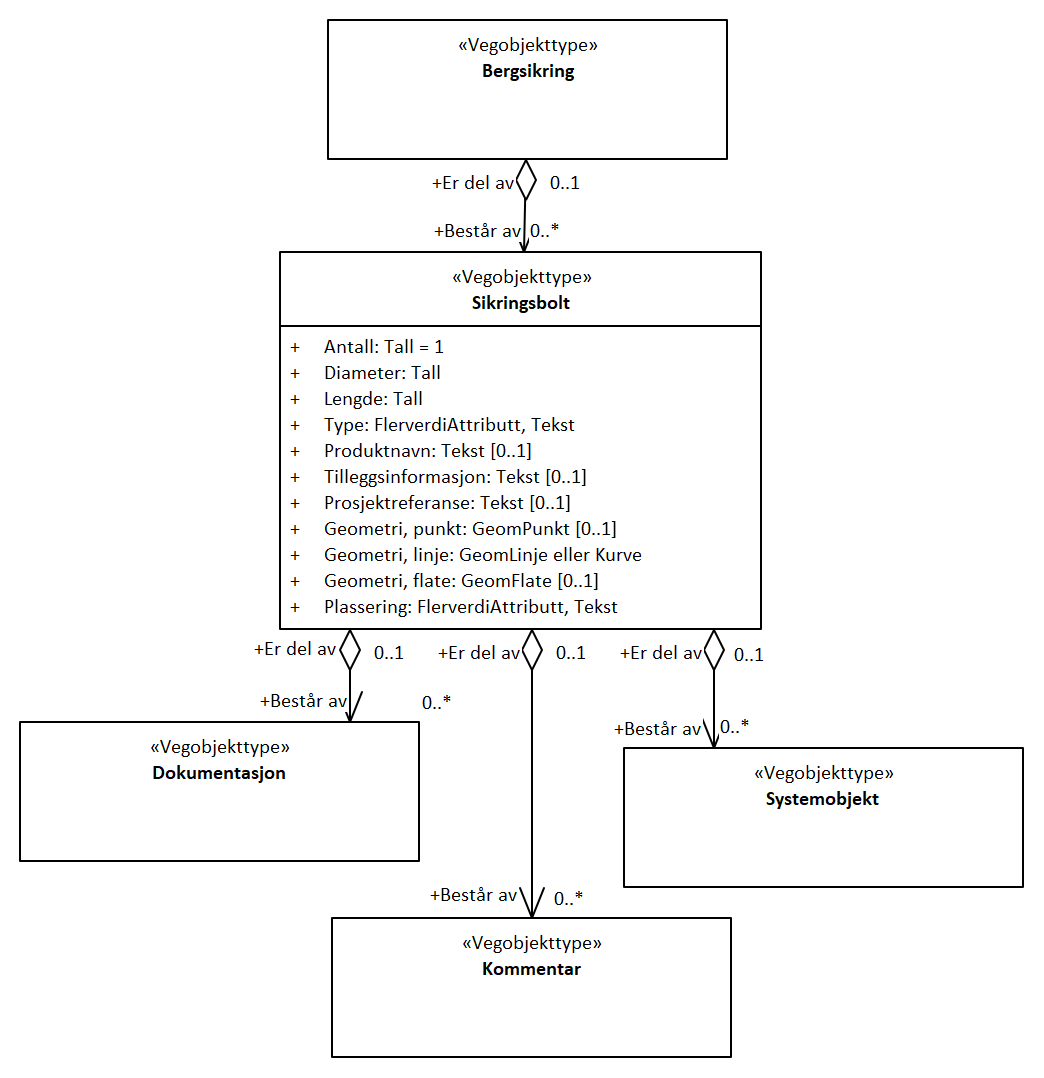 «Vegobjekttype»
Bergsikring
+Er del av 0..1
+Består av 0..*
«Vegobjekttype»
Sikringsbolt
+ Antall: Tall = 1
+ Diameter: Tall
+ Lengde: Tall
+ Type: FlerverdiAttributt, Tekst
+ Produktnavn: Tekst [0..1]
+ Tilleggsinformasjon: Tekst [0..1]
+ Prosjektreferanse: Tekst [0..1]
+ Geometri, punkt: GeomPunkt [0..1]
+ Geometri, linje: GeomLinje eller Kurve
+ Geometri, flate: GeomFlate [0..1]
+ Plassering: FlerverdiAttributt, Tekst
+Er del av 0..1 +Er del av 0..1 +Er del av 0..1
+Består av 0..*
+Består av 0..*
«Vegobjekttype»
Dokumentasjon
«Vegobjekttype»
Systemobjekt
+Består av 0..*
«Vegobjekttype»
Kommentar